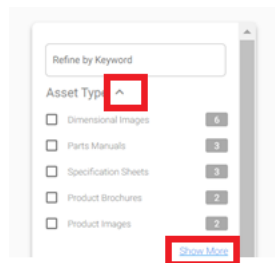 Refine by Keyword
Asset Type
Dimensional Images 6
Parts Manuals 3
Specification Sheets 3
Product Brochures 2
Product Images 2
Show More